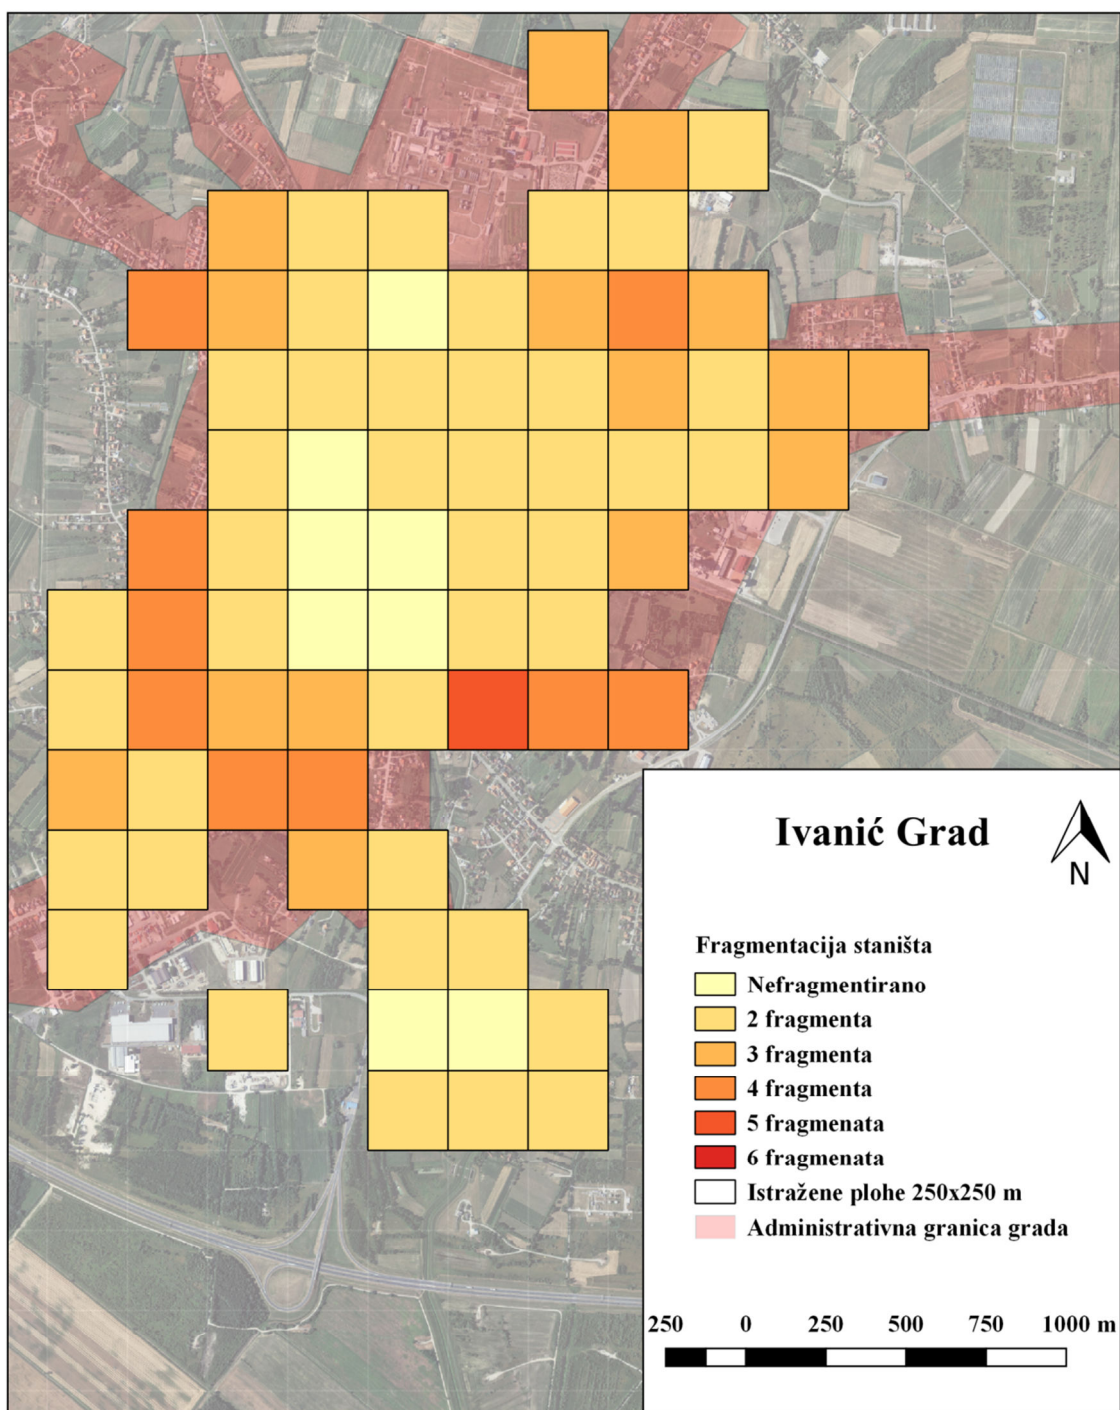 Ivanić Grad
N
Fragmentacija staništa
Nefragmentirano
2 fragmenta
3 fragmenta
4 fragmenta
5 fragmenata
6 fragmenata
Istražene plohe 250x250 m
Administrativna granica grada
250 0 250 500 750 1000 m